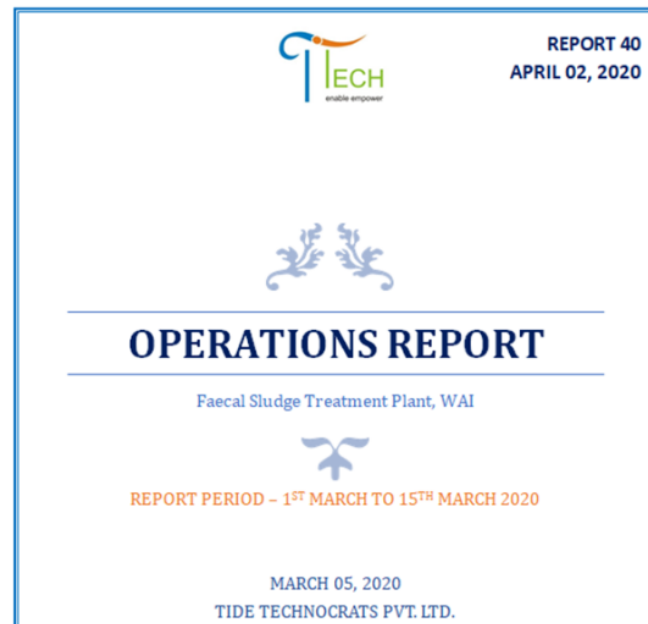 REPORT 40
APRIL 02, 2020
TTECH
enable empower
OPERATIONS REPORT
Faecal Sludge Treatment Plant, WAI
REPORT PERIOD – 1ST MARCH TO 15TH MARCH 2020
MARCH 05, 2020
TIDE TECHNOCRATS PVT. LTD.